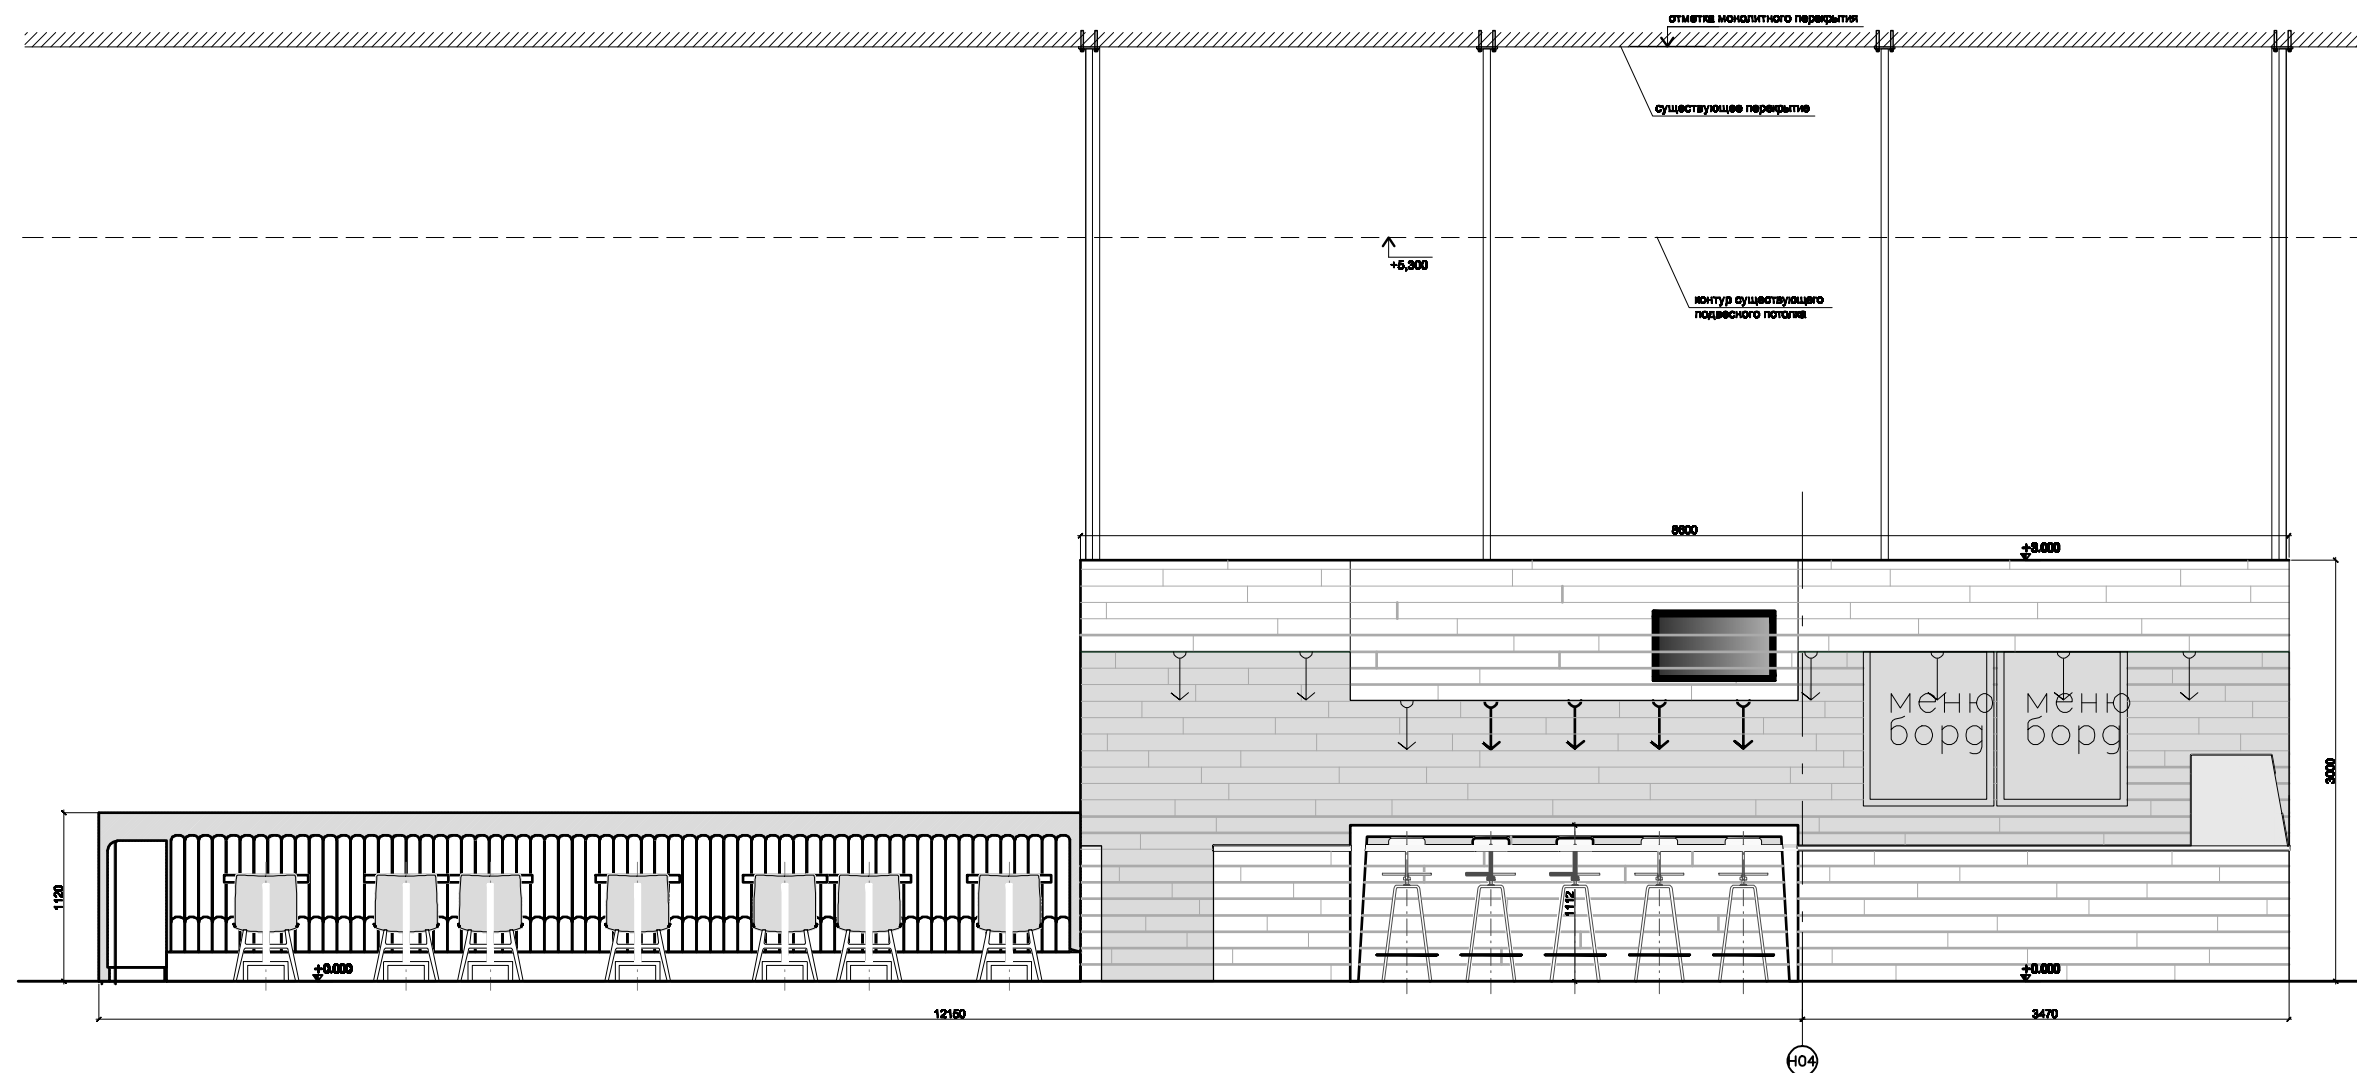 отметка монолитного перекрытия
существующее перекрытие
+5,300
контур существующего
подвесного потолка
8600
+3.000
меню
борд
меню
борд
3000
1120
1112
+0.000
+0.000
12150
3470
H04